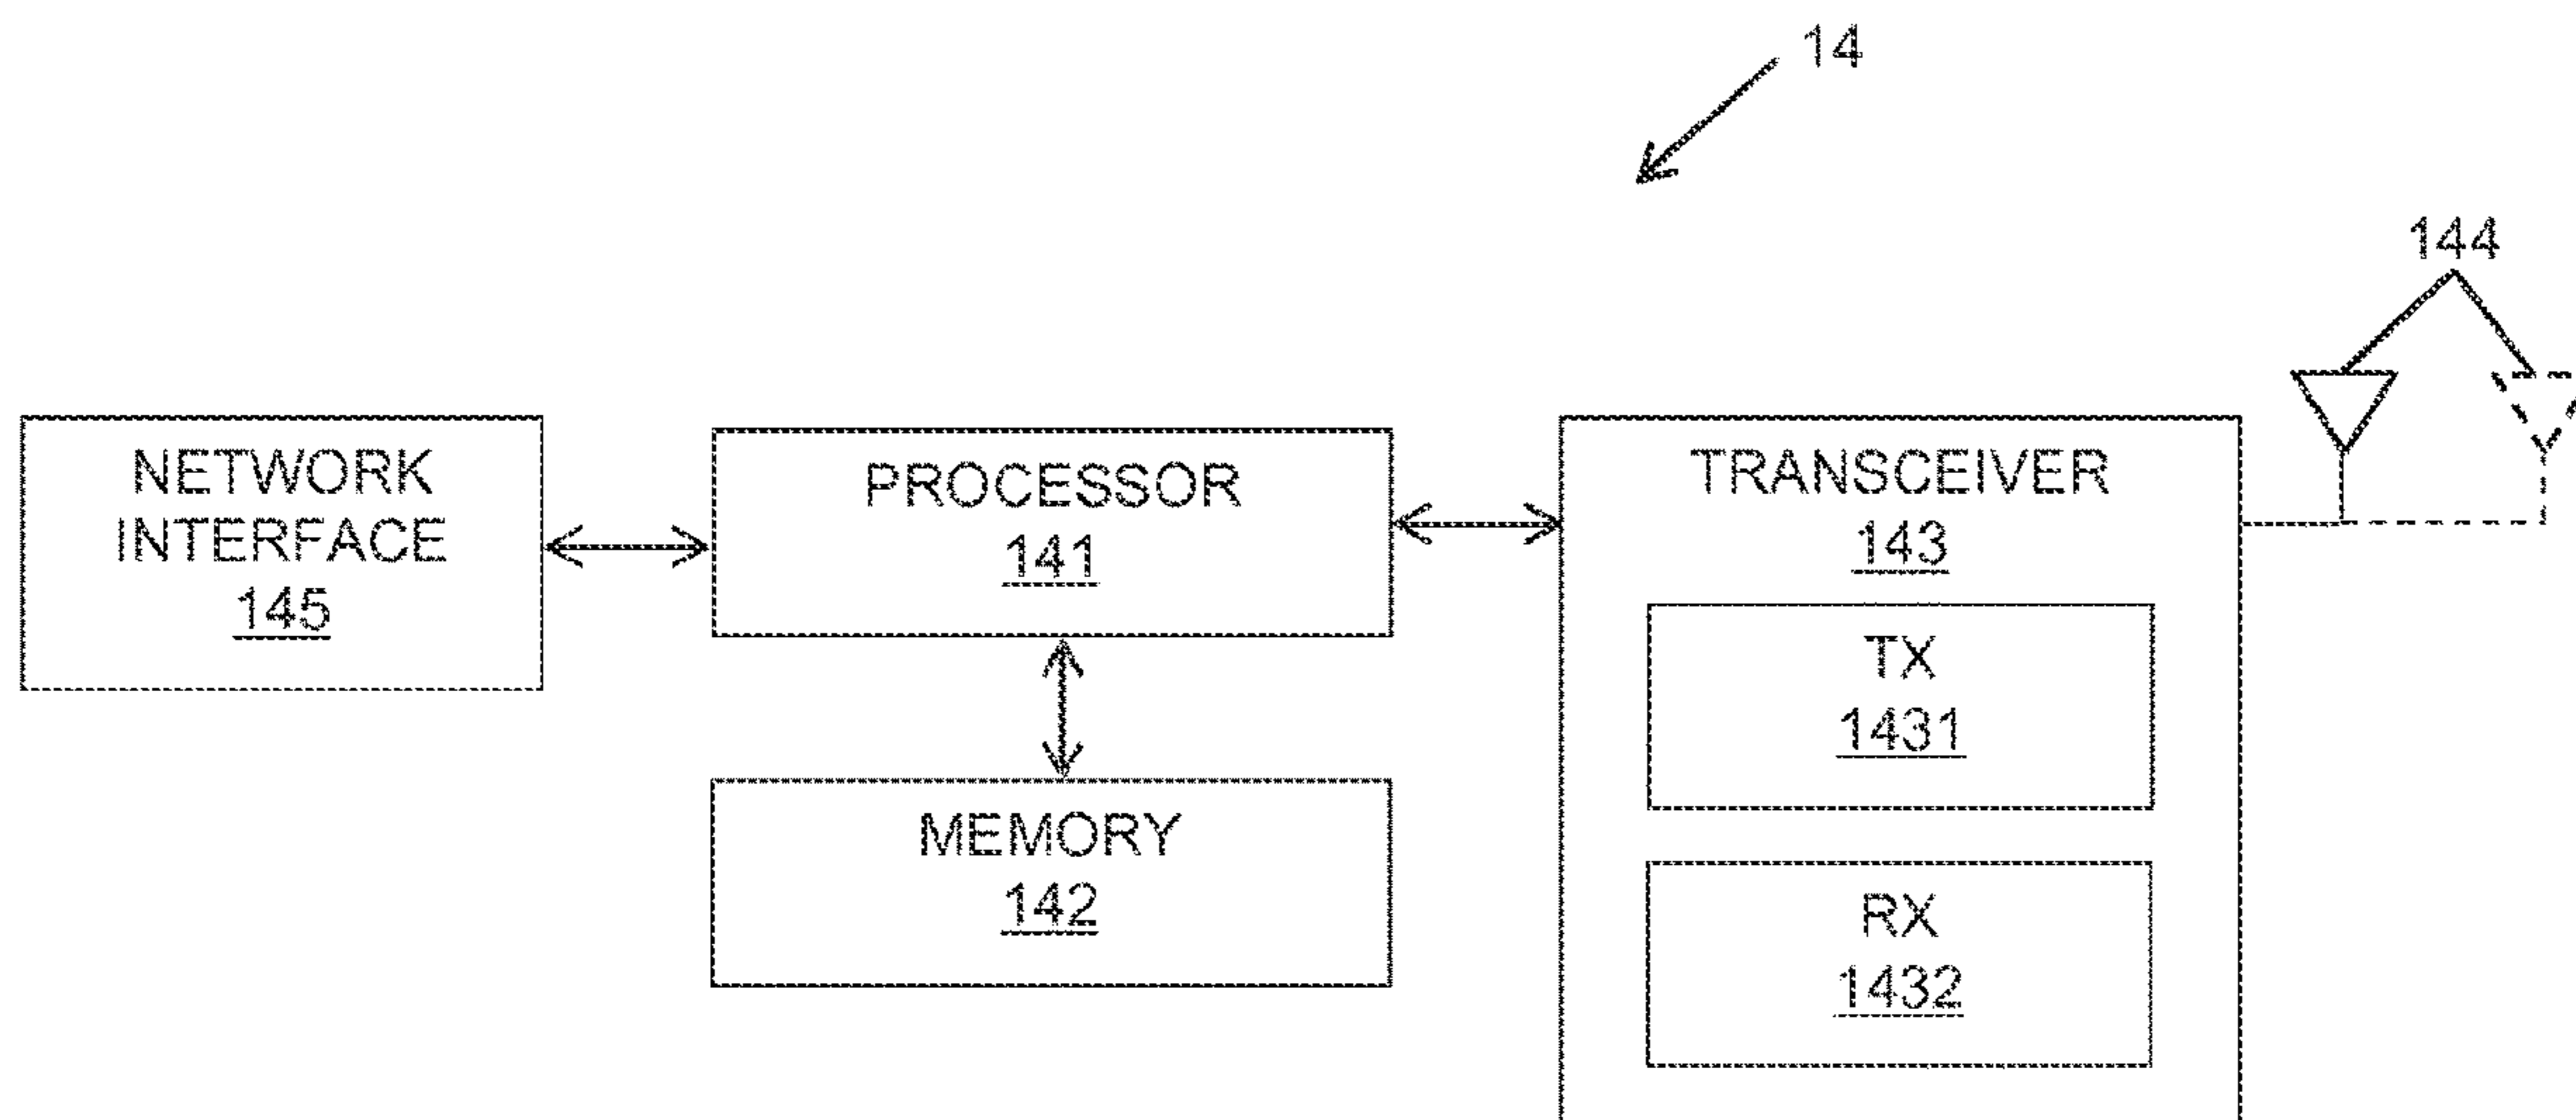 14
144
NETWORK
INTERFACE
145
PROCESSOR
141
TRANSCEIVER
143
TX
1431
MEMORY
142
RX
1432